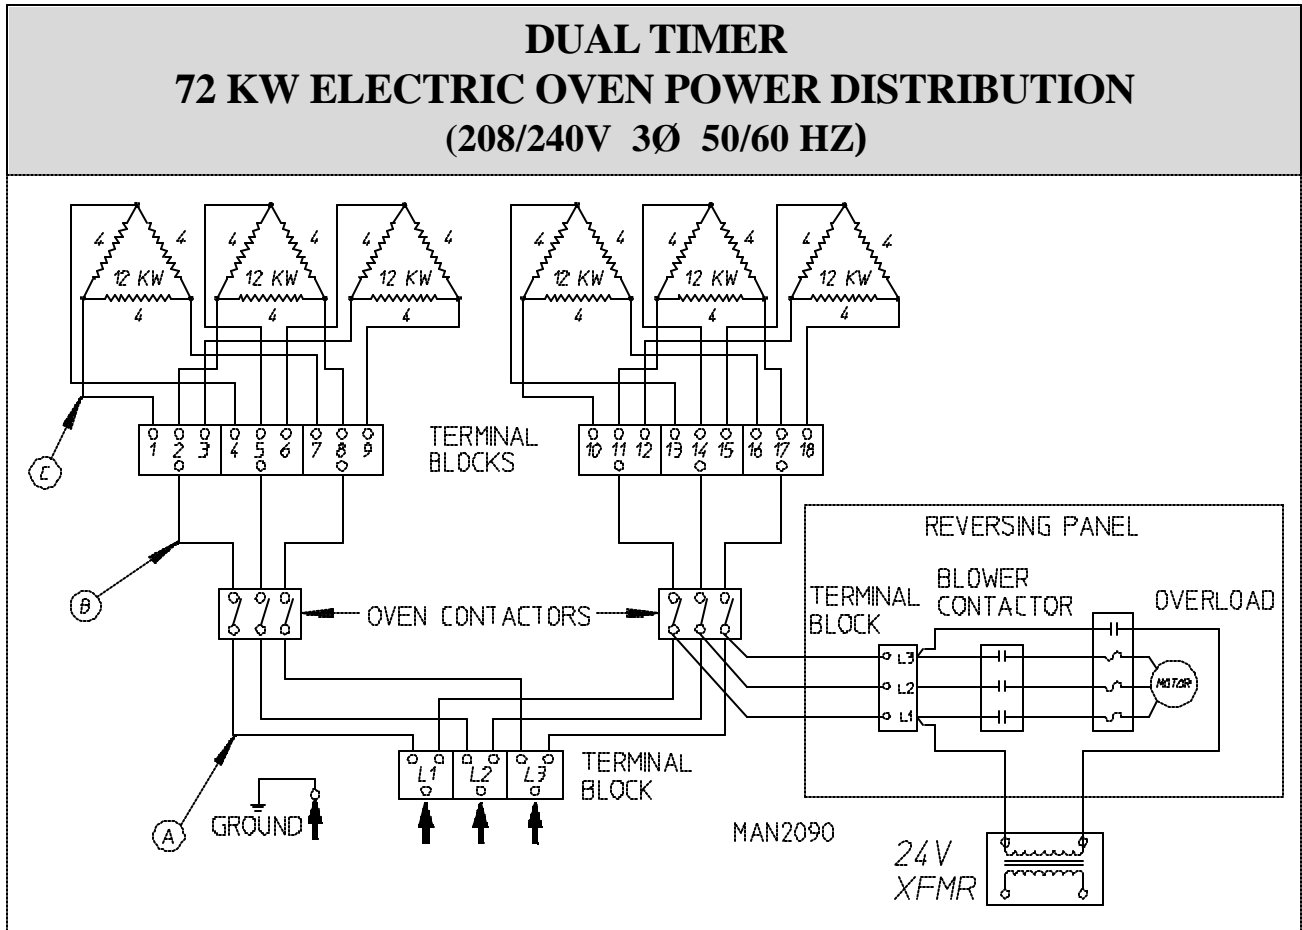 DUAL TIMER
72 KW ELECTRIC OVEN POWER DISTRIBUTION
(208/240V 3Ø 50/60 HZ)
4 4 4 4 4 4 4 4 4 4 4 4
12 KW 12 KW 12 KW 12 KW 12 KW 12 KW
4 4 4 4 4 4
1 2 3 4 5 6 7 8 9
TERMINAL
BLOCKS
10 11 12 13 14 15 16 17 18
C
B
OVEN CONTACTORS
REVERSING PANEL
TERMINAL
BLOCK
BLOWER
CONTACTOR
OVERLOAD
L3
L2
L1
MOTOR
L1 L2 L3
TERMINAL
BLOCK
A
GROUND
MAN2090
24V
XFMR